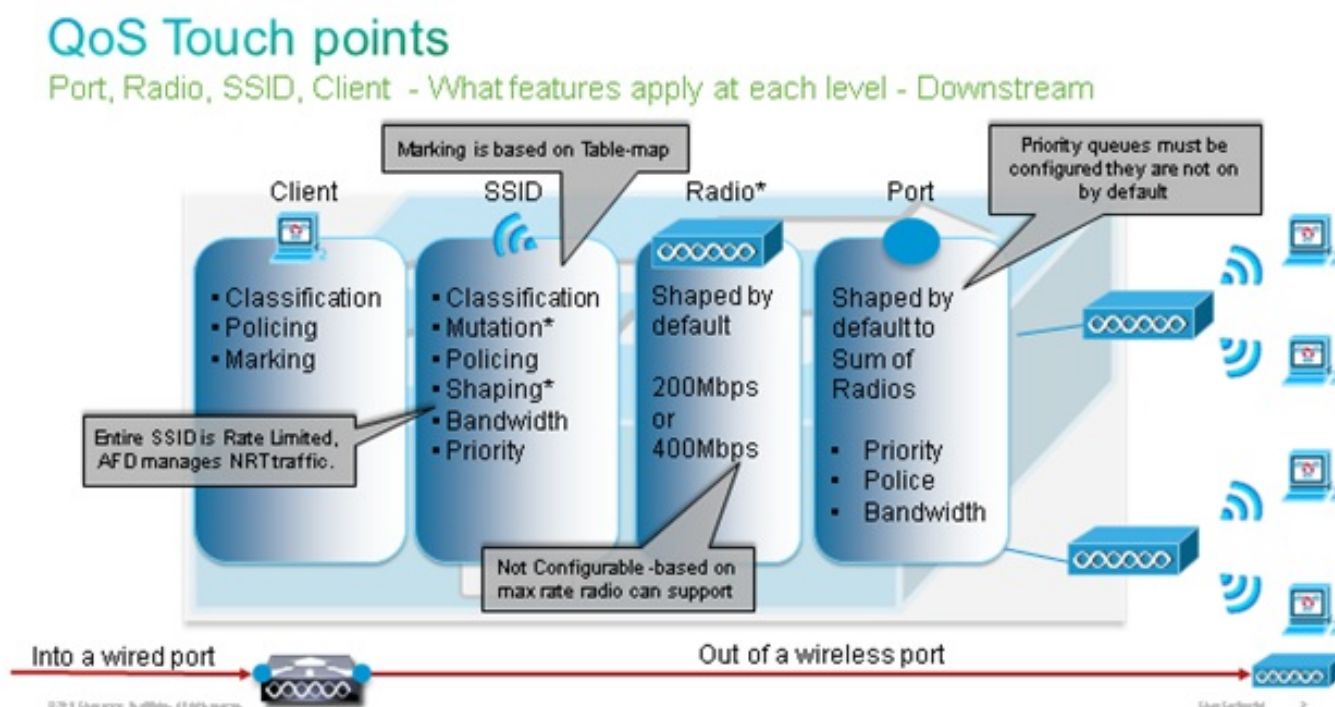 QoS Touch points
Port, Radio, SSID, Client - What features apply at each level - Downstream
Marking is based on Table-map
Priority queues must be
configured they are not on
by default
Client
SSID
Radio*
Port
▪ Classification
▪ Policing
▪ Marking
▪ Classification
▪ Mutation*
▪ Policing
▪ Shaping*
▪ Bandwidth
▪ Priority
Entire SSID is Rate Limited,
AFD manages NRT traffic.
Shaped by
default
200Mbps
or
400Mbps
Not Configurable -based on
max rate radio can support
Shaped by
default to
Sum of
Radios
▪ Priority
▪ Police
▪ Bandwidth
Into a wired port
Out of a wireless port